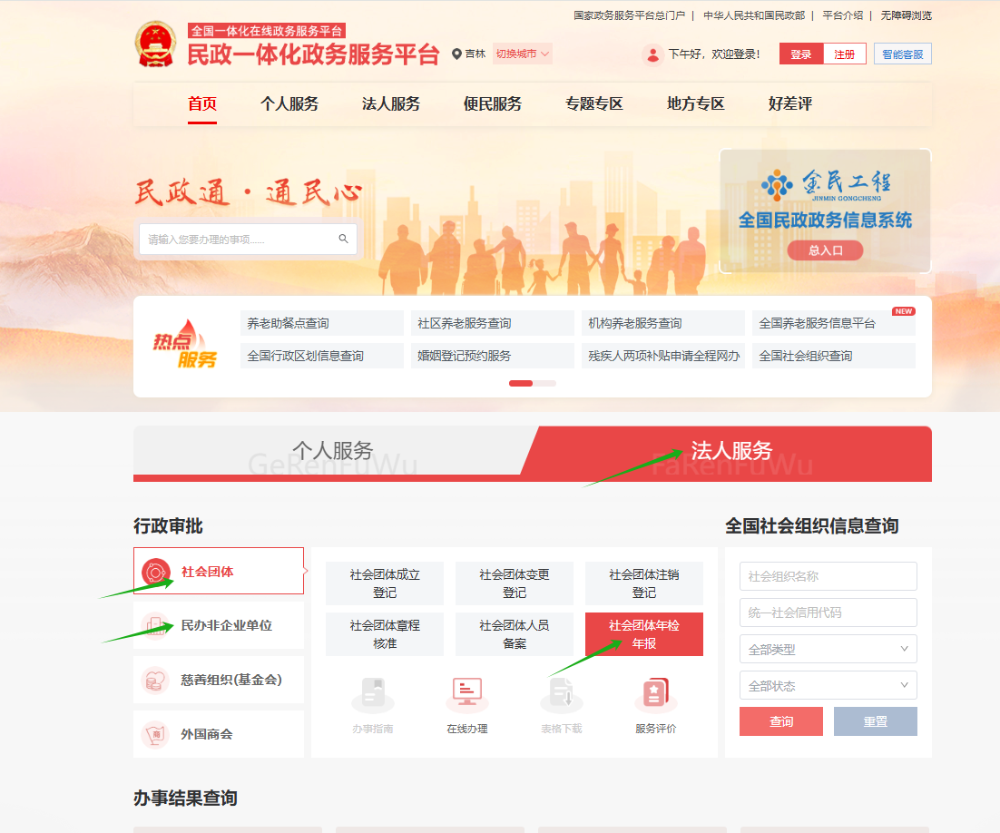 国家政务服务平台总门户 | 中华人民共和国民政部 | 平台介绍 | 无障碍浏览
全国一体化在线政务服务平台
民政一体化政务服务平台
吉林 切换城市
下午好，欢迎登录！
登录 注册 智能客服
首页 个人服务 法人服务 便民服务 专题专区 地方专区 好差评
民政通·通民心
请输入您要办理的事项......
金民工程
JINMIN GONGCHENG
全国民政政务信息系统
总入口
热点
服务
养老助餐点查询 社区养老服务查询 机构养老服务查询 全国养老服务信息平台 NEW
全国行政区划信息查询 婚姻登记预约服务 残疾人两项补贴申请全程网办 全国社会组织查询
个人服务
GeRenFuWu
法人服务
FaRenFuWu
行政审批
社会团体
民办非企业单位
慈善组织(基金会)
外国商会
商
社会团体成立
登记
社会团体变更
登记
社会团体注销
登记
社会团体章程
核准
社会团体人员
备案
社会团体年检
年报
办事指南 在线办理 表格下载 服务评价
全国社会组织信息查询
社会组织名称
统一社会信用代码
全部类型
全部状态
查询 重置
办事结果查询